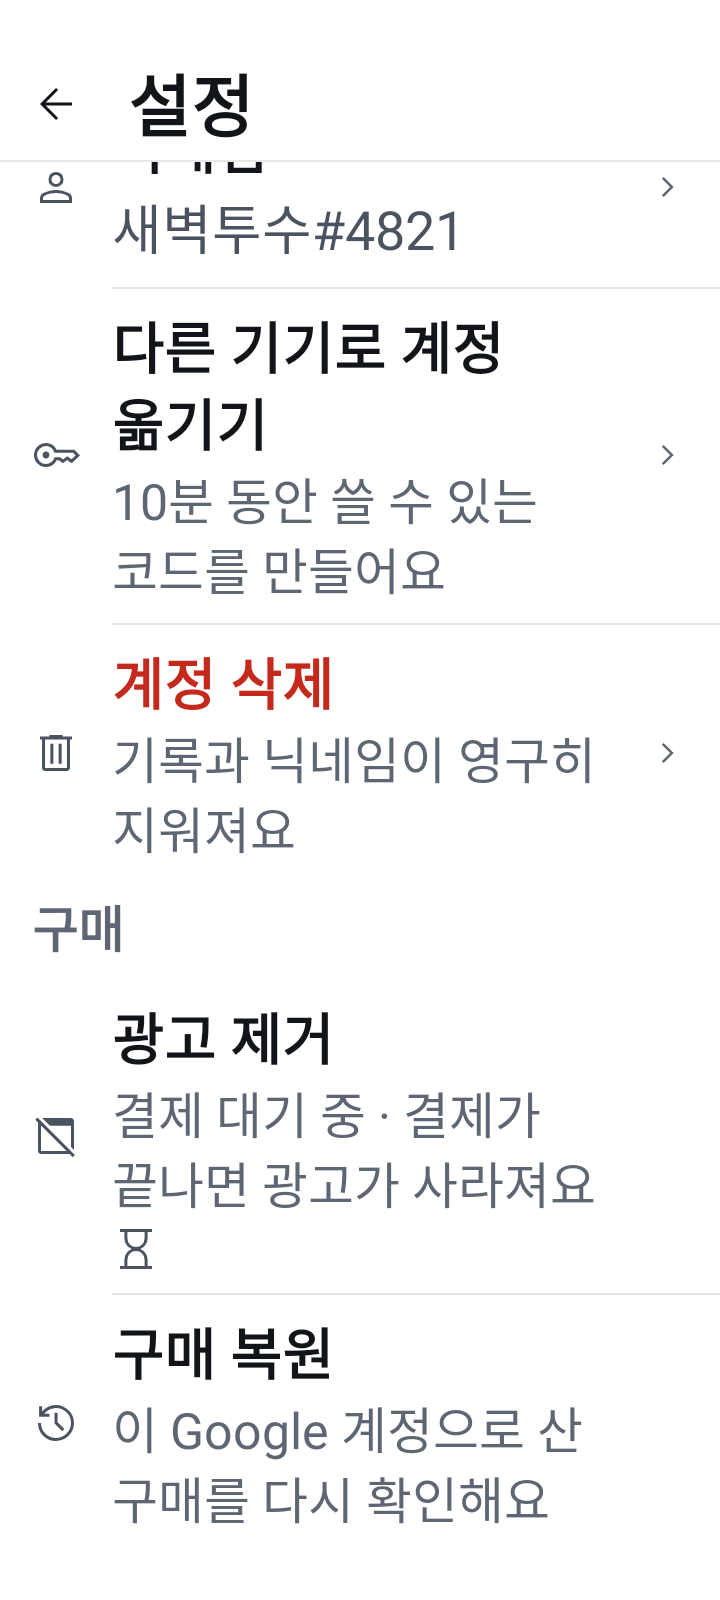 설정
새벽투수#4821
다른 기기로 계정
옮기기
10분 동안 쓸 수 있는
코드를 만들어요
계정 삭제
기록과 닉네임이 영구히
지워져요
구매
광고 제거
결제 대기 중 · 결제가
끝나면 광고가 사라져요
구매 복원
이 Google 계정으로 산
구매를 다시 확인해요